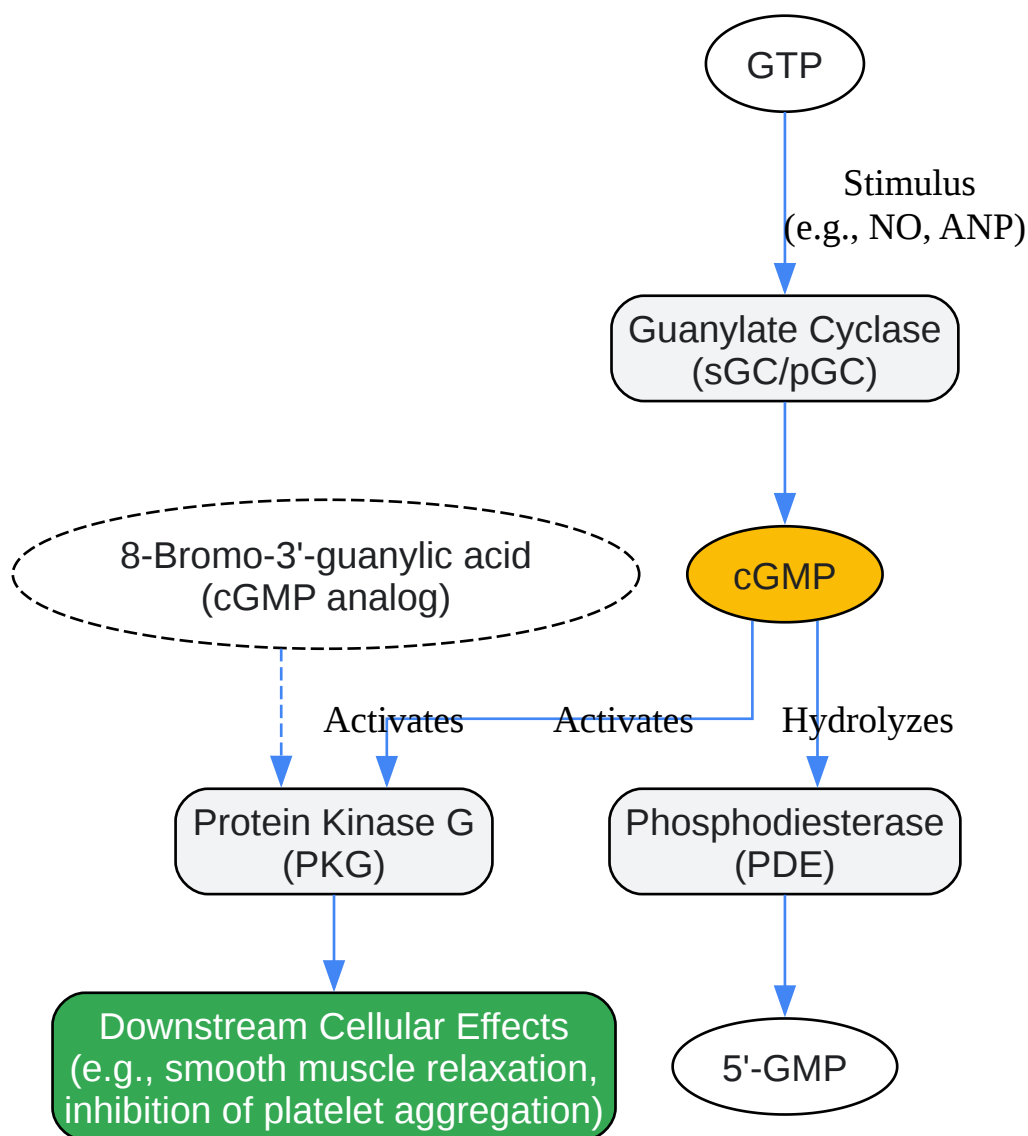 GTP
Stimulus
(e.g., NO, ANP)
Guanylate Cyclase
(sGC/pGC)
8-Bromo-3'-guanylic acid
(cGMP analog)
cGMP
Activates
Activates
Hydrolyzes
Protein Kinase G
(PKG)
Phosphodiesterase
(PDE)
Downstream Cellular Effects
(e.g., smooth muscle relaxation,
inhibition of platelet aggregation)
5'-GMP